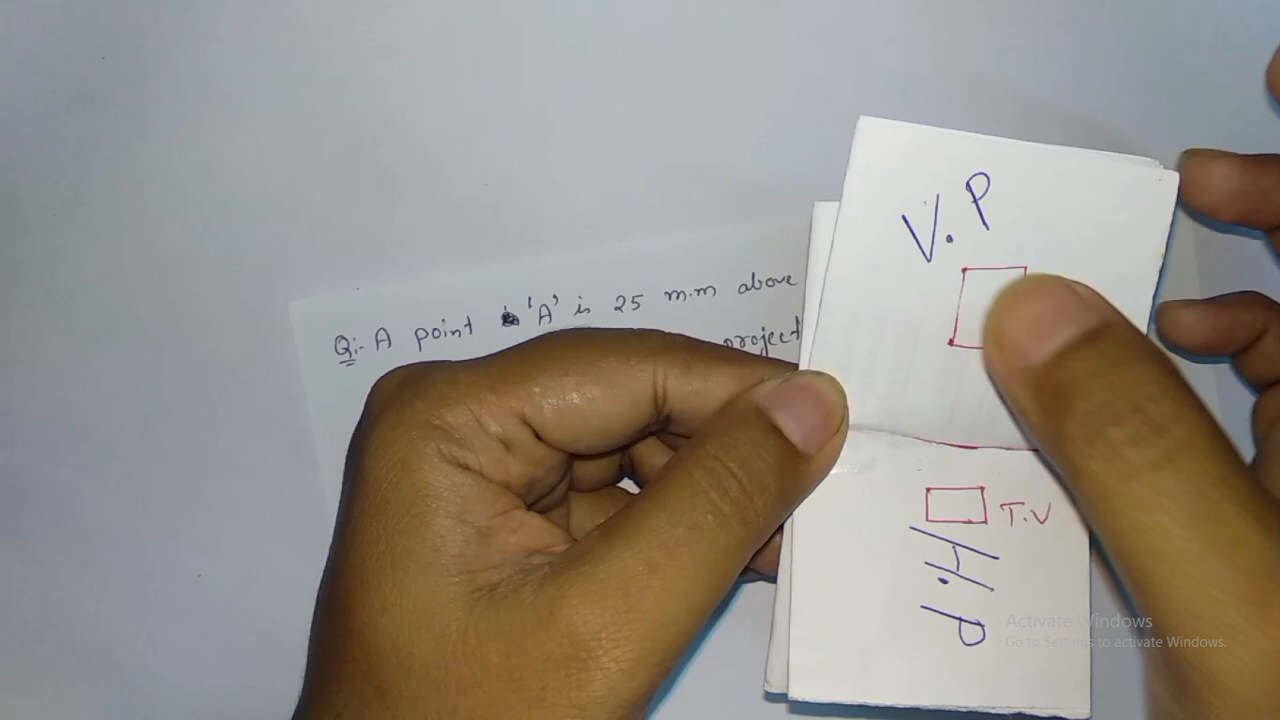 Q:- A point 'A' is 25 m.m above
project
V.P
T.V
H.P
Activate Windows
Go to Settings to activate Windows.